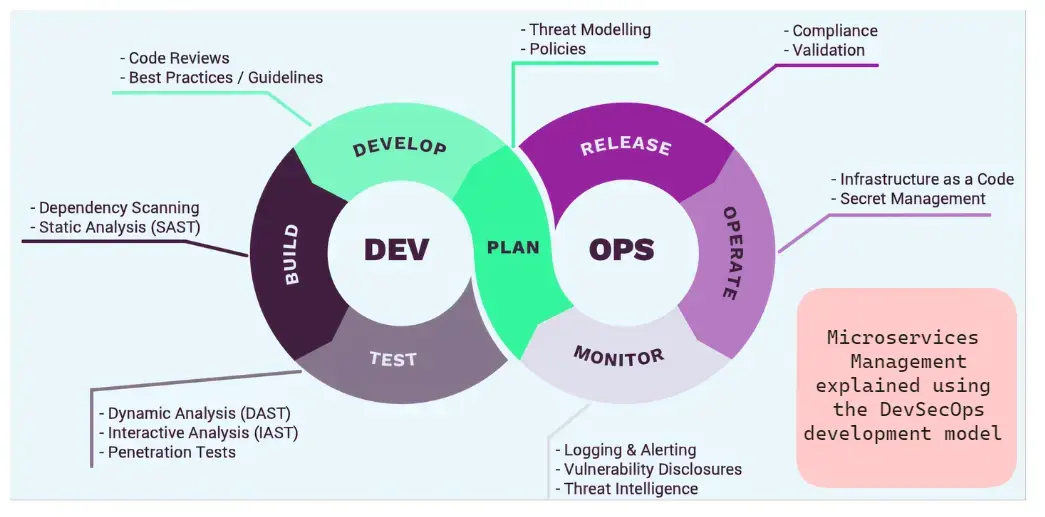 - Threat Modelling
- Policies
- Compliance
- Validation
- Code Reviews
- Best Practices / Guidelines
DEVELOP
RELEASE
- Infrastructure as a Code
- Secret Management
- Dependency Scanning
- Static Analysis (SAST)
BUILD
DEV
PLAN
OPS
OPERATE
TEST
MONITOR
Microservices
Management
explained using
the DevSecOps
development model
- Dynamic Analysis (DAST)
- Interactive Analysis (IAST)
- Penetration Tests
- Logging & Alerting
- Vulnerability Disclosures
- Threat Intelligence